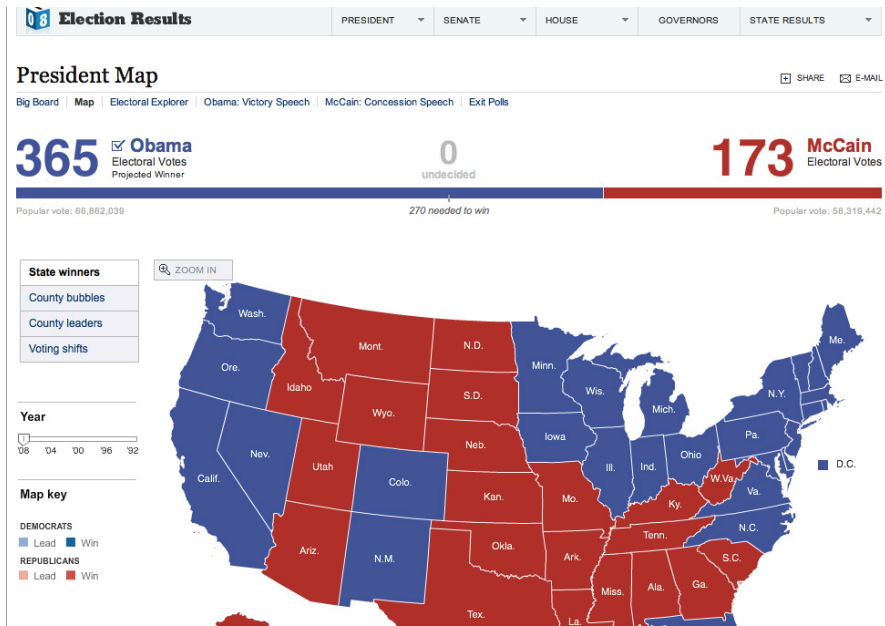 08 Election Results
PRESIDENT SENATE HOUSE GOVERNORS STATE RESULTS
President Map
SHARE E-MAIL
Big Board Map Electoral Explorer Obama: Victory Speech McCain: Concession Speech Exit Polls
365 Obama
Electoral Votes
Projected Winner
0
undecided
173 McCain
Electoral Votes
Popular vote: 66,862,039
270 needed to win
Popular vote: 58,319,442
State winners
County bubbles
County leaders
Voting shifts
ZOOM IN
Year
'08 '04 '00 '96 '92
Map key
DEMOCRATS
Lead Win
REPUBLICANS
Lead Win
Wash.
Mont.
N.D.
Minn.
Me.
Ore.
Idaho
S.D.
Wis.
Mich.
N.Y.
Wyo.
Neb.
Iowa
Pa.
Nev.
Utah
Colo.
Ill.
Ind.
Ohio
D.C.
Calif.
Kan.
Mo.
W.Va.
Va.
Ky.
N.C.
Ariz.
N.M.
Okla.
Ark.
Tenn.
S.C.
Tex.
La.
Miss.
Ala.
Ga.